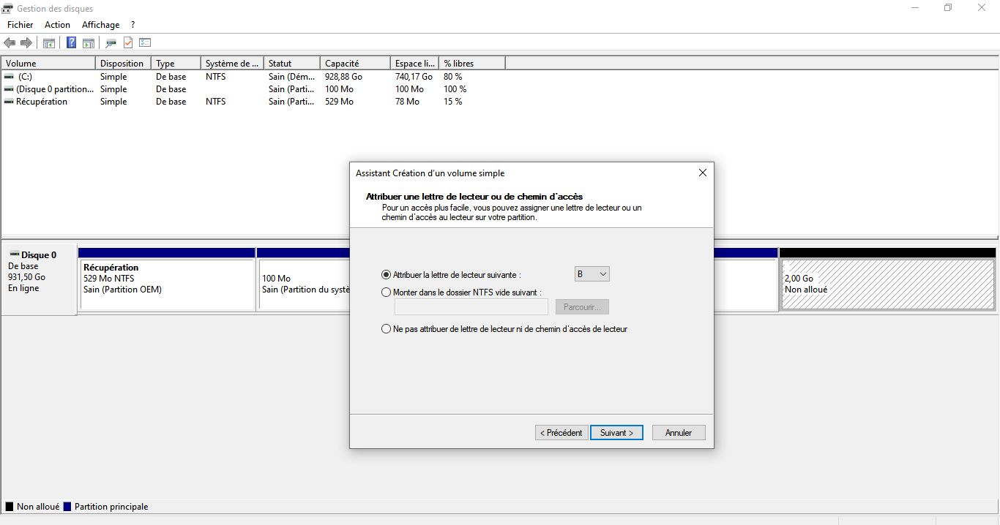 Gestion des disques
Fichier Action Affichage ?
Volume Disposition Type Système de ... Statut Capacité Espace li... % libres
(C:) Simple De base NTFS Sain (Dém... 928,88 Go 740,17 Go 80 %
(Disque 0 partition... Simple De base Sain (Parti... 100 Mo 100 Mo 100 %
Récupération Simple De base NTFS Sain (Parti... 529 Mo 78 Mo 15 %
Assistant Création d'un volume simple
Attribuer une lettre de lecteur ou de chemin d'accès
Pour un accès plus facile, vous pouvez assigner une lettre de lecteur ou un
chemin d'accès au lecteur sur votre partition.
Attribuer la lettre de lecteur suivante : B
Monter dans le dossier NTFS vide suivant :
Parcourir...
Ne pas attribuer de lettre de lecteur ni de chemin d'accès de lecteur
< Précédent Suivant > Annuler
Disque 0
De base
931,50 Go
En ligne
Récupération
529 Mo NTFS
Sain (Partition OEM)
100 Mo
Sain (Partition du systè
2,00 Go
Non alloué
Non alloué Partition principale